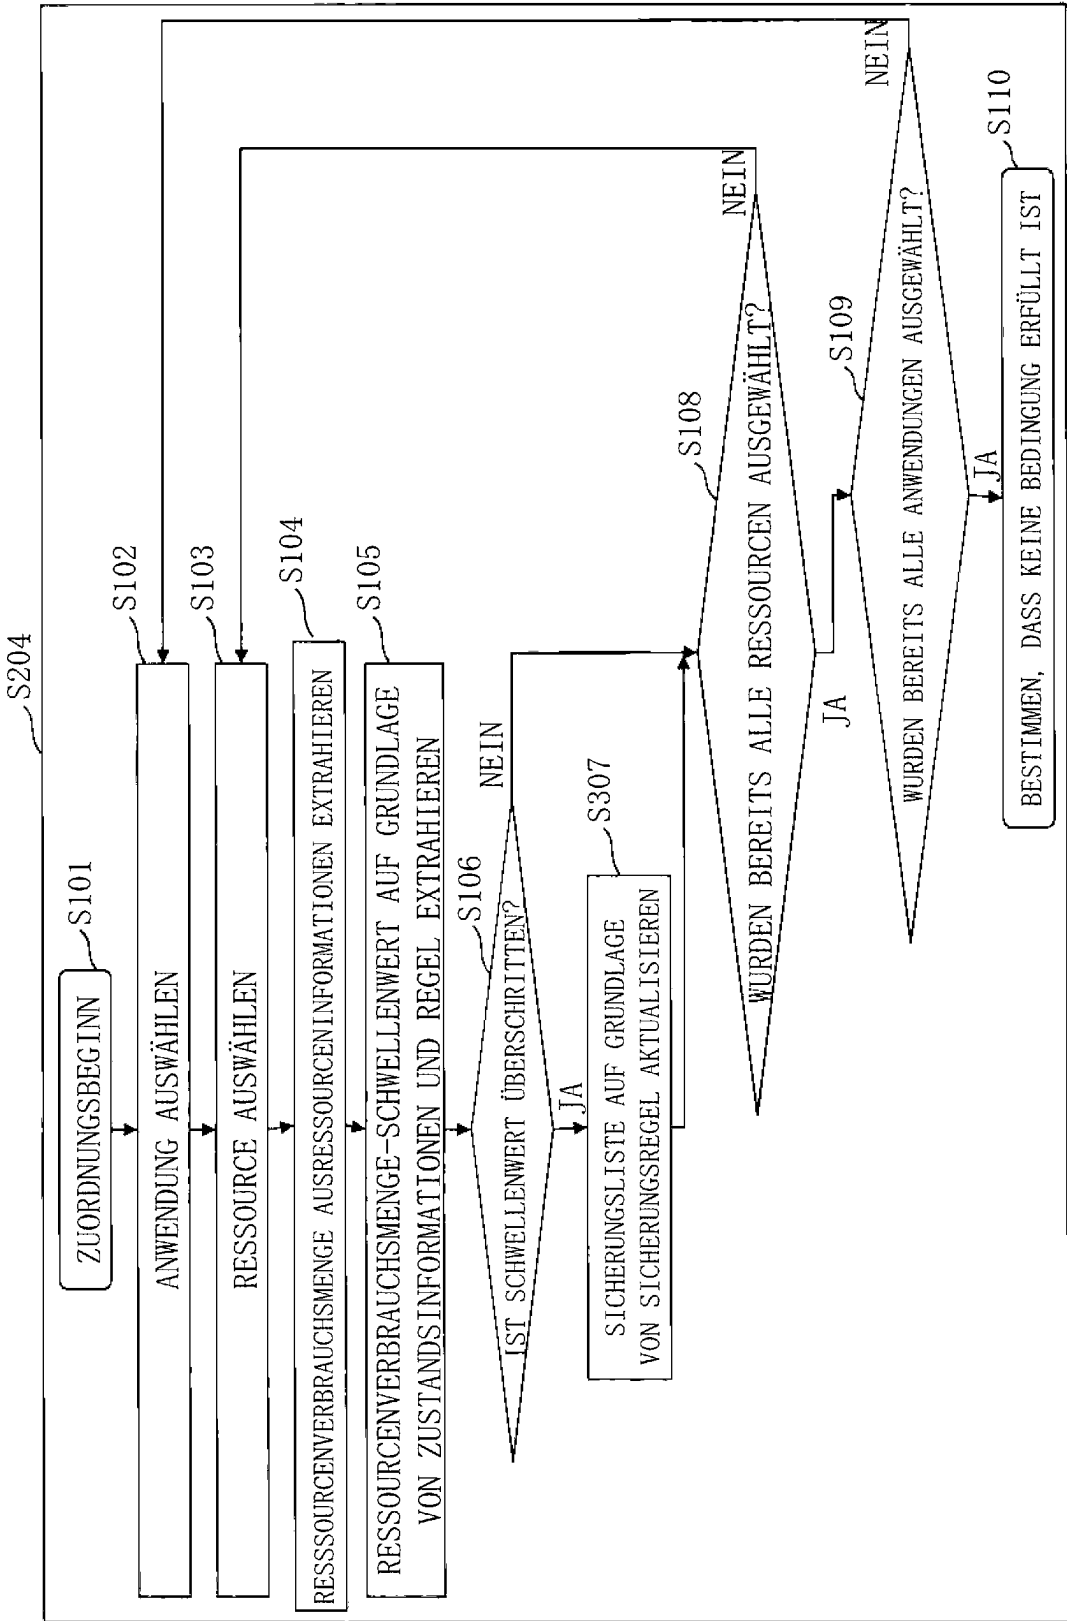 S204
ZUORDNUNGSBEGINN
S101
ANWENDUNG AUSWÄHLEN
S102
RESSOURCE AUSWÄHLEN
S103
RESSSOURCENVERBRAUCHSMENGE AUSRESSOURCENINFORMATIONEN EXTRAHIEREN
S104
RESSOURCENVERBRAUCHSMENGE-SCHWELLENWERT AUF GRUNDLAGE
VON ZUSTANDSINFORMATIONEN UND REGEL EXTRAHIEREN
S105
IST SCHWELLENWERT ÜBERSCHRITTEN?
S106
NEIN
JA
SICHERUNGSLISTE AUF GRUNDLAGE
VON SICHERUNGSREGEL AKTUALISIEREN
S307
WURDEN BEREITS ALLE RESSOURCEN AUSGEWÄHLT?
S108
NEIN
JA
WURDEN BEREITS ALLE ANWENDUNGEN AUSGEWÄHLT?
S109
NEIN
JA
BESTIMMEN, DASS KEINE BEDINGUNG ERFÜLLT IST
S110